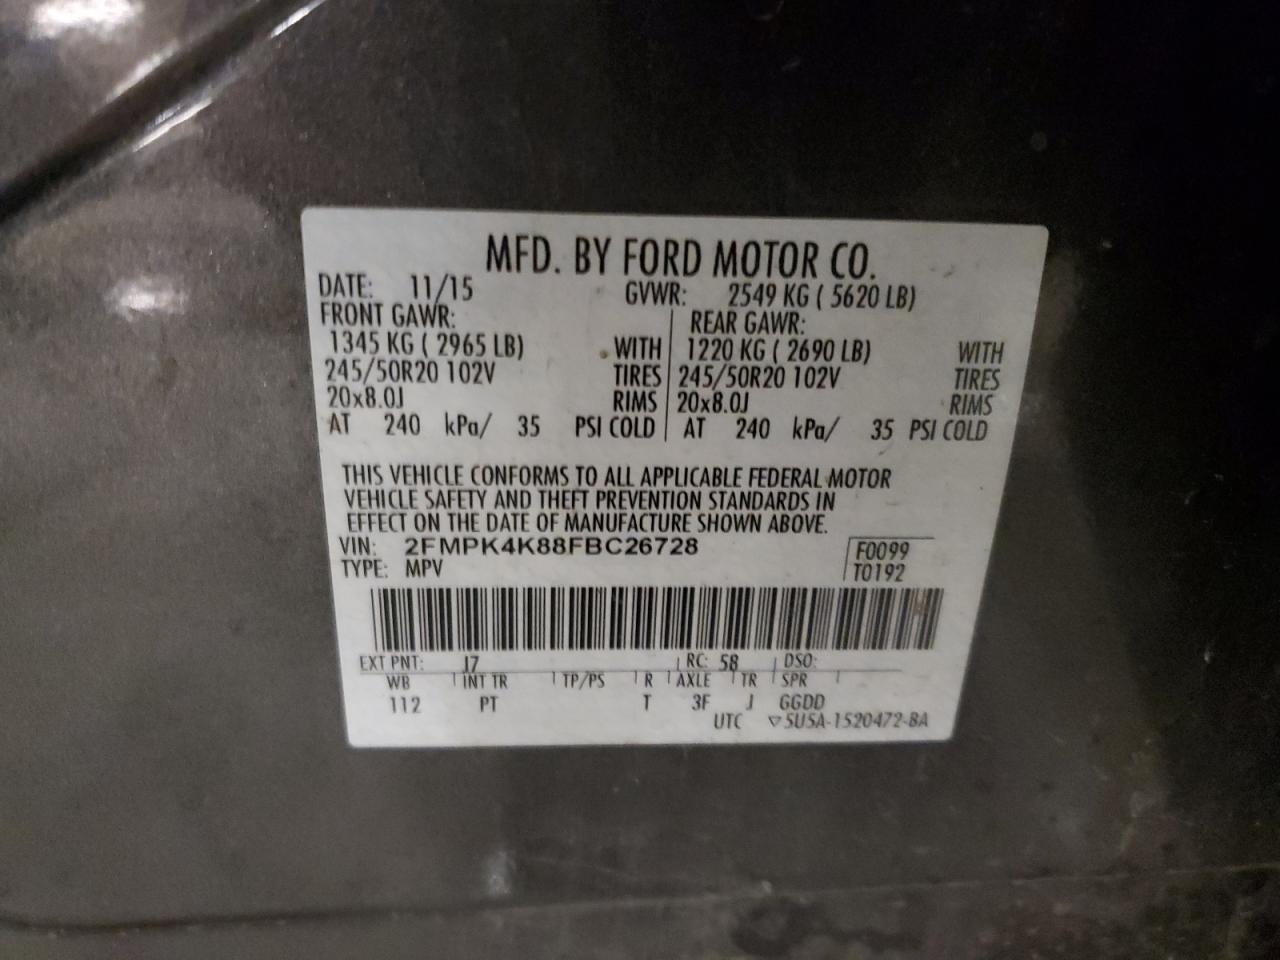 MFD. BY FORD MOTOR CO.
DATE: 11/15 GVWR: 2549 KG ( 5620 LB)
FRONT GAWR: REAR GAWR:
1345 KG ( 2965 LB) WITH 1220 KG ( 2690 LB) WITH
245/50R20 102V TIRES 245/50R20 102V TIRES
20x8.0J RIMS 20x8.0J RIMS
AT 240 kPa/ 35 PSI COLD AT 240 kPa/ 35 PSI COLD
THIS VEHICLE CONFORMS TO ALL APPLICABLE FEDERAL MOTOR
VEHICLE SAFETY AND THEFT PREVENTION STANDARDS IN
EFFECT ON THE DATE OF MANUFACTURE SHOWN ABOVE.
VIN: 2FMPK4K88FBC26728 F0099
TYPE: MPV T0192
EXT PNT: J7 RC: 58 DSO:
WB INT TR TP/PS R AXLE TR SPR
112 PT T 3F J GGDD
UTC ▽5U5A-1520472-BA